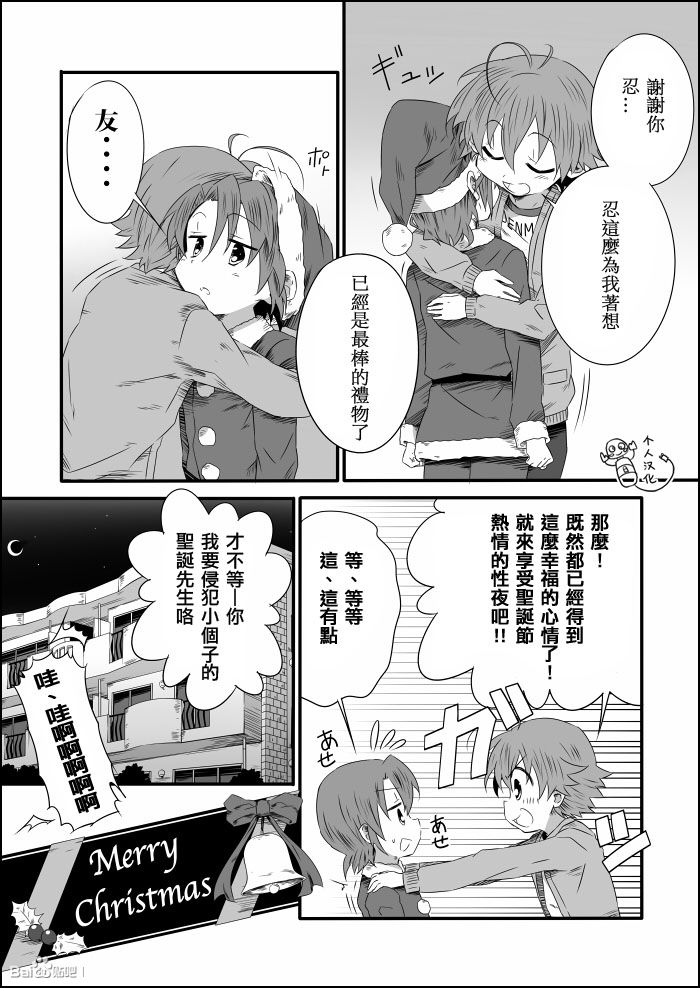 謝謝你
忍…
忍這麼為我著想
ギュッ
已經是最棒的禮物了
ポト
友‥‥
个人汉化
那麼！
既然都已經得到
這麼幸福的心情了！
就來享受聖誕節
熱情的性夜吧!!
ガバッ
等、等等
這、這有點
あせ
あせ
才不等—你
我要侵犯小個子的
聖誕先生咯
哇、哇啊啊啊啊啊
Merry
Christmas
Bai 贴吧